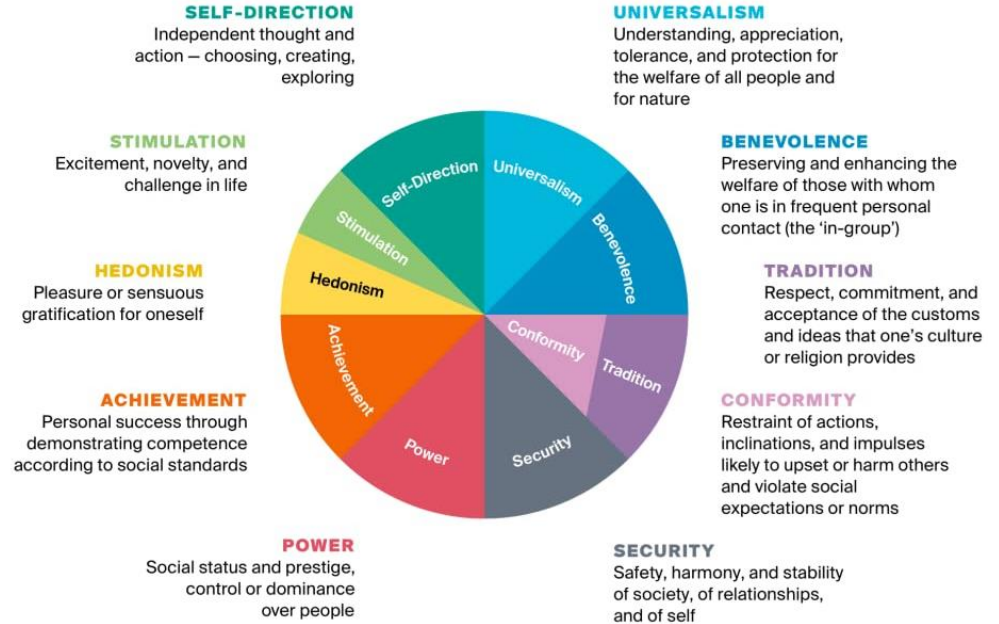 SELF-DIRECTION
Independent thought and
action – choosing, creating,
exploring
UNIVERSALISM
Understanding, appreciation,
tolerance, and protection for
the welfare of all people and
for nature
STIMULATION
Excitement, novelty, and
challenge in life
BENEVOLENCE
Preserving and enhancing the
welfare of those with whom
one is in frequent personal
contact (the ‘in-group’)
HEDONISM
Pleasure or sensuous
gratification for oneself
TRADITION
Respect, commitment, and
acceptance of the customs
and ideas that one’s culture
or religion provides
ACHIEVEMENT
Personal success through
demonstrating competence
according to social standards
CONFORMITY
Restraint of actions,
inclinations, and impulses
likely to upset or harm others
and violate social
expectations or norms
POWER
Social status and prestige,
control or dominance
over people
SECURITY
Safety, harmony, and stability
of society, of relationships,
and of self
Self-Direction
Universalism
Stimulation
Benevolence
Hedonism
Conformity
Tradition
Achievement
Power
Security